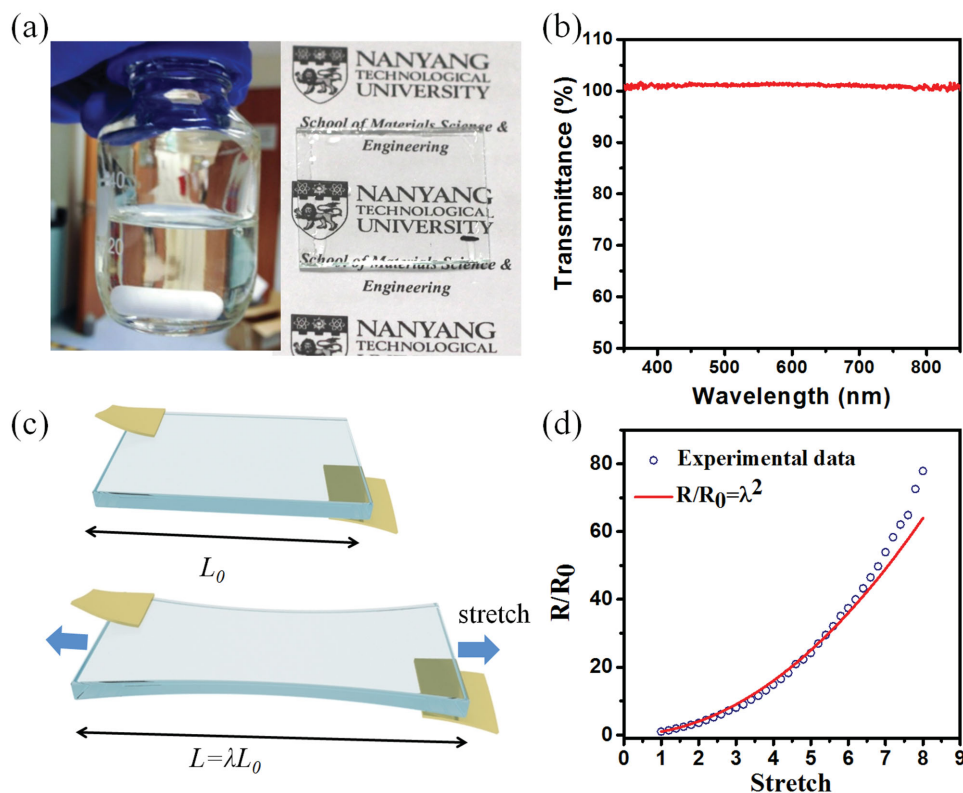 (a)
40
20
NANYANG
TECHNOLOGICAL
UNIVERSITY
School of Materials Science &
Engineering
NANYANG
TECHNOLOGICAL
UNIVERSITY
School of Materials Science &
Engineering
NANYANG
TECHNOLOGICAL
UNIVERSITY
(b)
110
100
90
80
70
60
50
Transmittance (%)
400 500 600 700 800
Wavelength (nm)
(c)
L0
stretch
L=λL0
(d)
Experimental data
R/R0=λ²
80
60
40
20
0
R/R0
0 1 2 3 4 5 6 7 8 9
Stretch